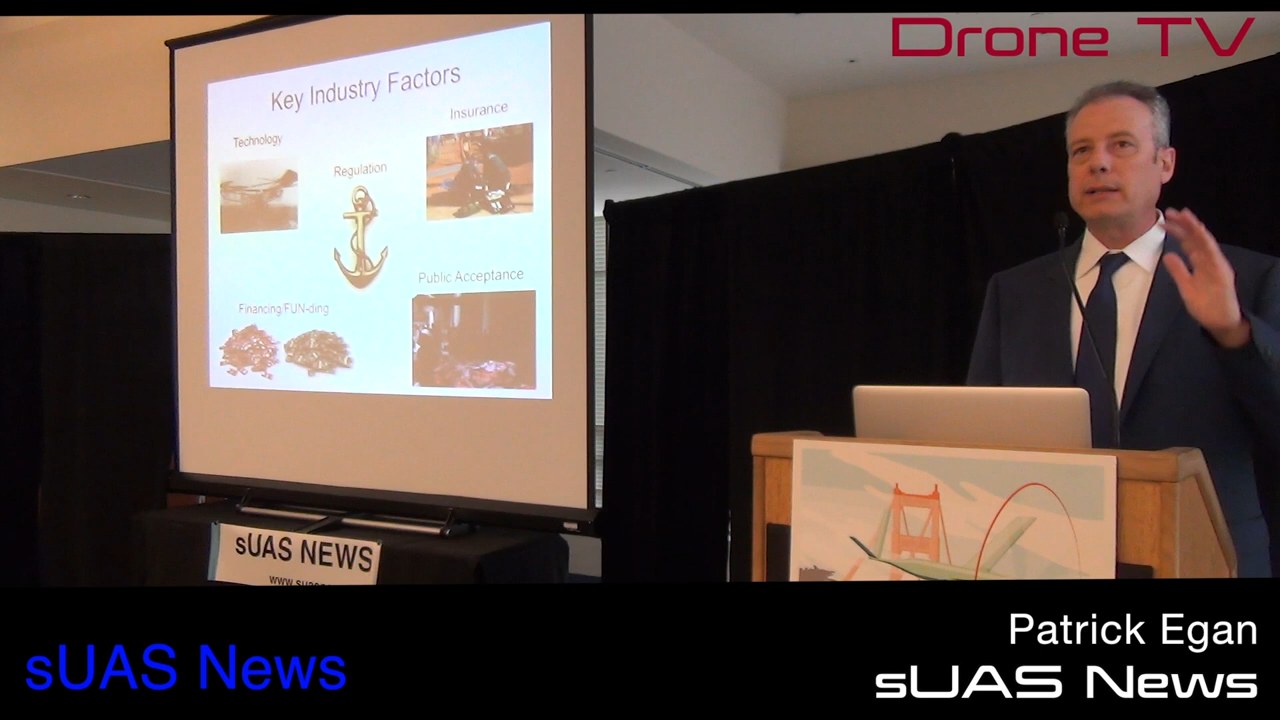 Drone TV
Key Industry Factors
Technology
Insurance
Regulation
Public Acceptance
Financing/FUN-ding
sUAS NEWS
Patrick Egan
sUAS News
sUAS News